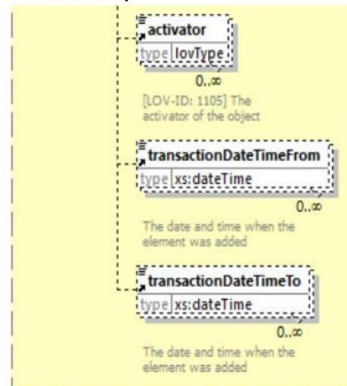 activator
type lovType
0..∞
[LOV-ID: 1105] The
activator of the object
transactionDateTimeFrom
type xs:dateTime
0..∞
The date and time when the
element was added
transactionDateTimeTo
type xs:dateTime
0..∞
The date and time when the
element was added